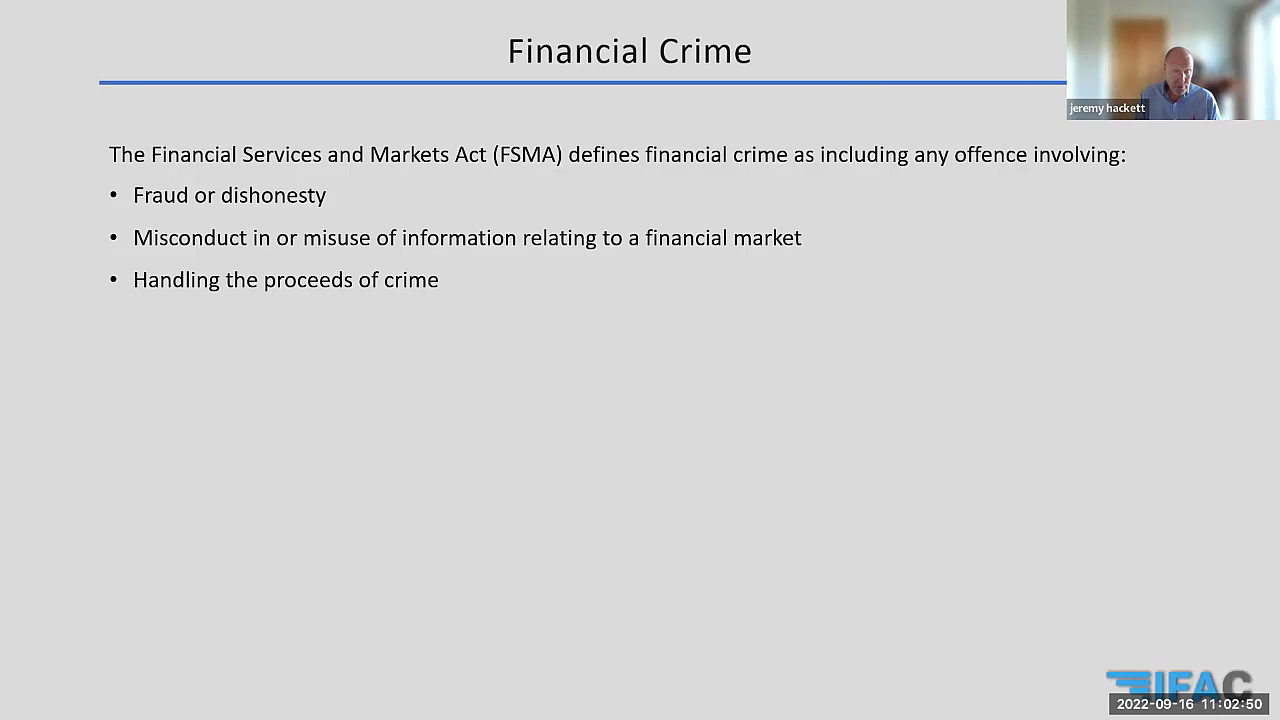 Financial Crime
jeremy hackett
The Financial Services and Markets Act (FSMA) defines financial crime as including any offence involving:
• Fraud or dishonesty
• Misconduct in or misuse of information relating to a financial market
• Handling the proceeds of crime
IFAC
2022-09-16 11:02:50